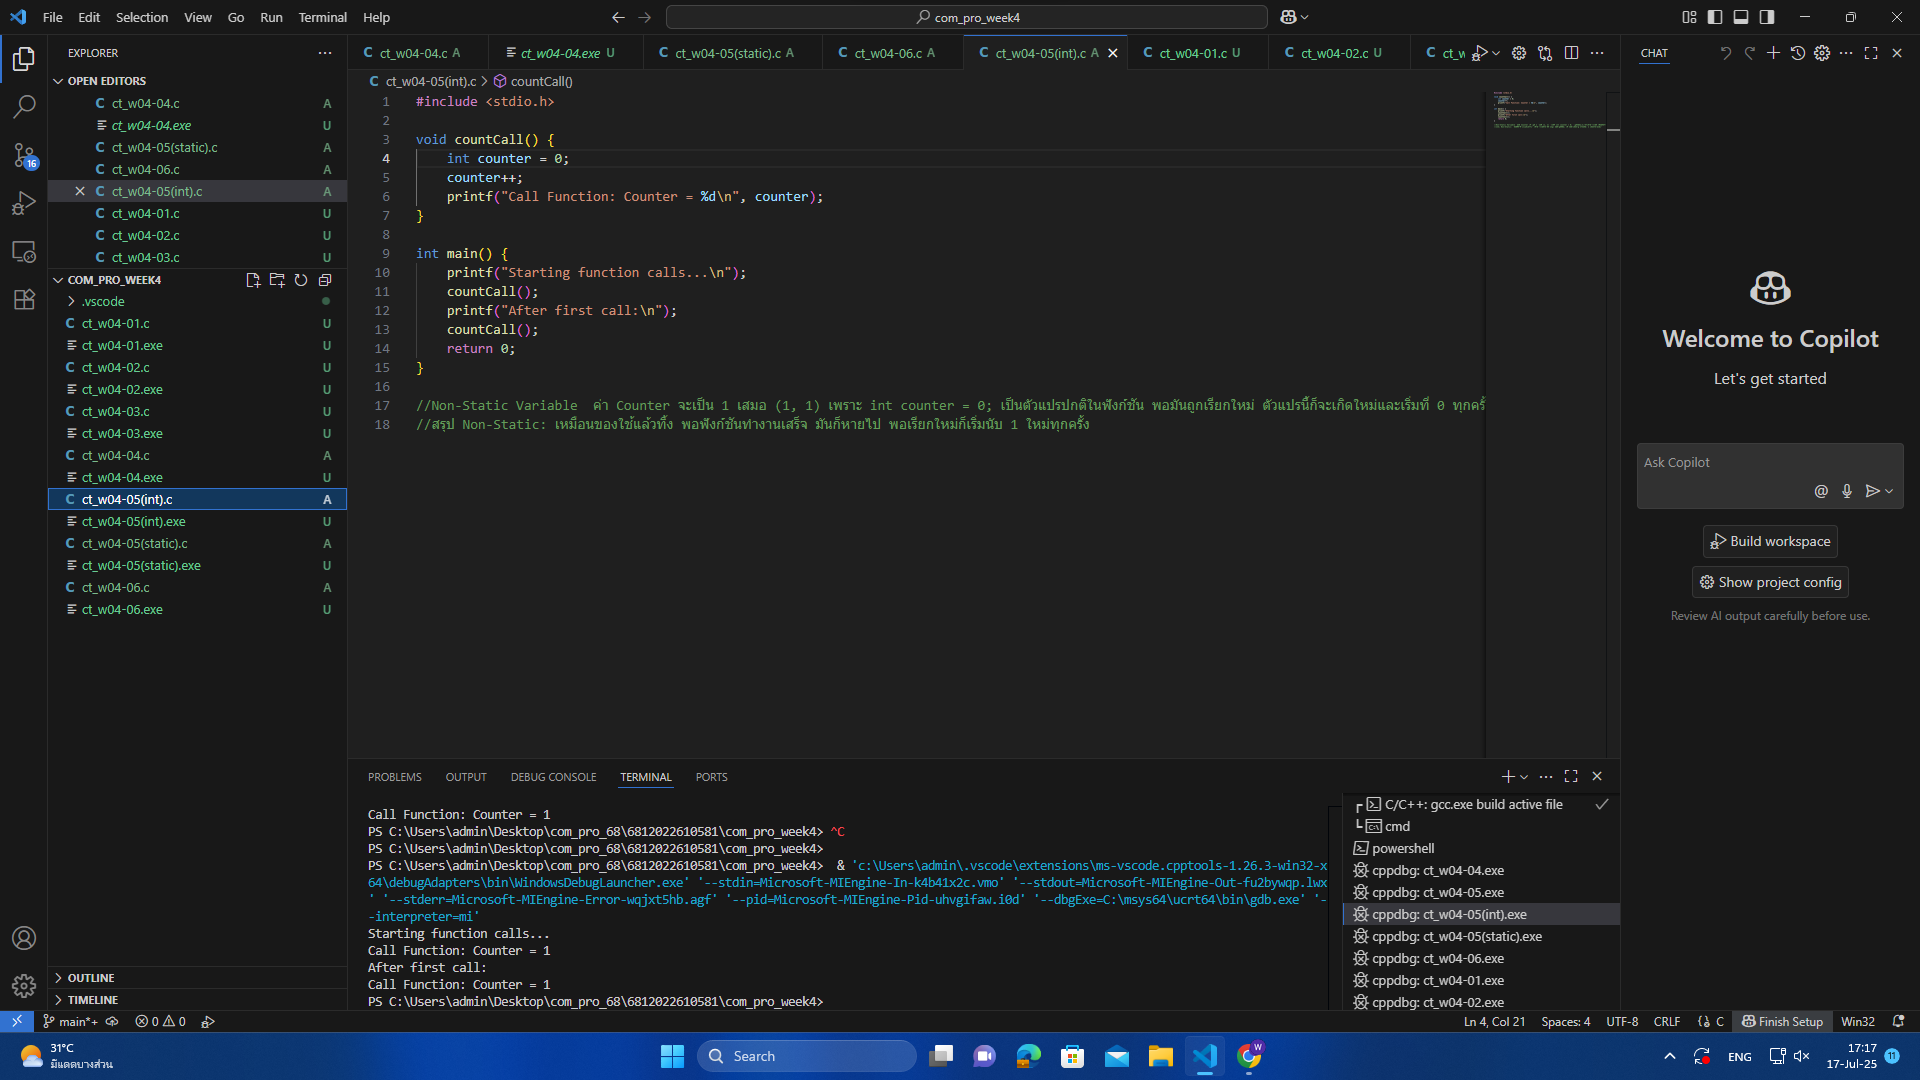 File Edit Selection View Go Run Terminal Help
com_pro_week4
EXPLORER
OPEN EDITORS
ct_w04-04.c A
ct_w04-04.exe U
ct_w04-05(static).c A
ct_w04-06.c A
ct_w04-05(int).c A
ct_w04-01.c U
ct_w04-02.c U
ct_w04-03.c U
COM_PRO_WEEK4
.vscode
ct_w04-01.c U
ct_w04-01.exe U
ct_w04-02.c U
ct_w04-02.exe U
ct_w04-03.c U
ct_w04-03.exe U
ct_w04-04.c A
ct_w04-04.exe U
ct_w04-05(int).c A
ct_w04-05(int).exe U
ct_w04-05(static).c A
ct_w04-05(static).exe U
ct_w04-06.c A
ct_w04-06.exe U
OUTLINE
TIMELINE
16
ct_w04-04.c A ct_w04-04.exe U ct_w04-05(static).c A ct_w04-06.c A ct_w04-05(int).c A ct_w04-01.c U ct_w04-02.c U ct_w
ct_w04-05(int).c > countCall()
1 #include <stdio.h>
2
3 void countCall() {
4 int counter = 0;
5 counter++;
6 printf("Call Function: Counter = %d\n", counter);
7 }
8
9 int main() {
10 printf("Starting function calls...\n");
11 countCall();
12 printf("After first call:\n");
13 countCall();
14 return 0;
15 }
16
17 //Non-Static Variable ค่า Counter จะเป็น 1 เสมอ (1, 1) เพราะ int counter = 0; เป็นตัวแปรปกติในฟังก์ชัน พอมันถูกเรียกใหม่ ตัวแปรนี้ก็จะเกิดใหม่และเริ่มที่ 0 ทุกครั้
18 //สรุป Non-Static: เหมือนของใช้แล้วทิ้ง พอฟังก์ชันทำงานเสร็จ มันก็หายไป พอเรียกใหม่ก็เริ่มนับ 1 ใหม่ทุกครั้ง
PROBLEMS OUTPUT DEBUG CONSOLE TERMINAL PORTS
Call Function: Counter = 1
PS C:\Users\admin\Desktop\com_pro_68\6812022610581\com_pro_week4> ^C
PS C:\Users\admin\Desktop\com_pro_68\6812022610581\com_pro_week4>
PS C:\Users\admin\Desktop\com_pro_68\6812022610581\com_pro_week4> & 'c:\Users\admin\.vscode\extensions\ms-vscode.cpptools-1.26.3-win32-x
64\debugAdapters\bin\WindowsDebugLauncher.exe' '--stdin=Microsoft-MIEngine-In-k4b41x2c.vmo' '--stdout=Microsoft-MIEngine-Out-fu2bywqp.lwx
' '--stderr=Microsoft-MIEngine-Error-wqjxt5hb.agf' '--pid=Microsoft-MIEngine-Pid-uhvgifaw.i0d' '--dbgExe=C:\msys64\ucrt64\bin\gdb.exe' '-
-interpreter=mi'
Starting function calls...
Call Function: Counter = 1
After first call:
Call Function: Counter = 1
PS C:\Users\admin\Desktop\com_pro_68\6812022610581\com_pro_week4>
C/C++: gcc.exe build active file
cmd
powershell
cppdbg: ct_w04-04.exe
cppdbg: ct_w04-05.exe
cppdbg: ct_w04-05(int).exe
cppdbg: ct_w04-05(static).exe
cppdbg: ct_w04-06.exe
cppdbg: ct_w04-01.exe
cppdbg: ct_w04-02.exe
CHAT
Welcome to Copilot
Let's get started
Ask Copilot
Build workspace
Show project config
Review AI output carefully before use.
main*+ 0 0
Ln 4, Col 21 Spaces: 4 UTF-8 CRLF C Finish Setup Win32
31°C
มีแดดบางส่วน
Search
W
ENG
17:17
17-Jul-25
11